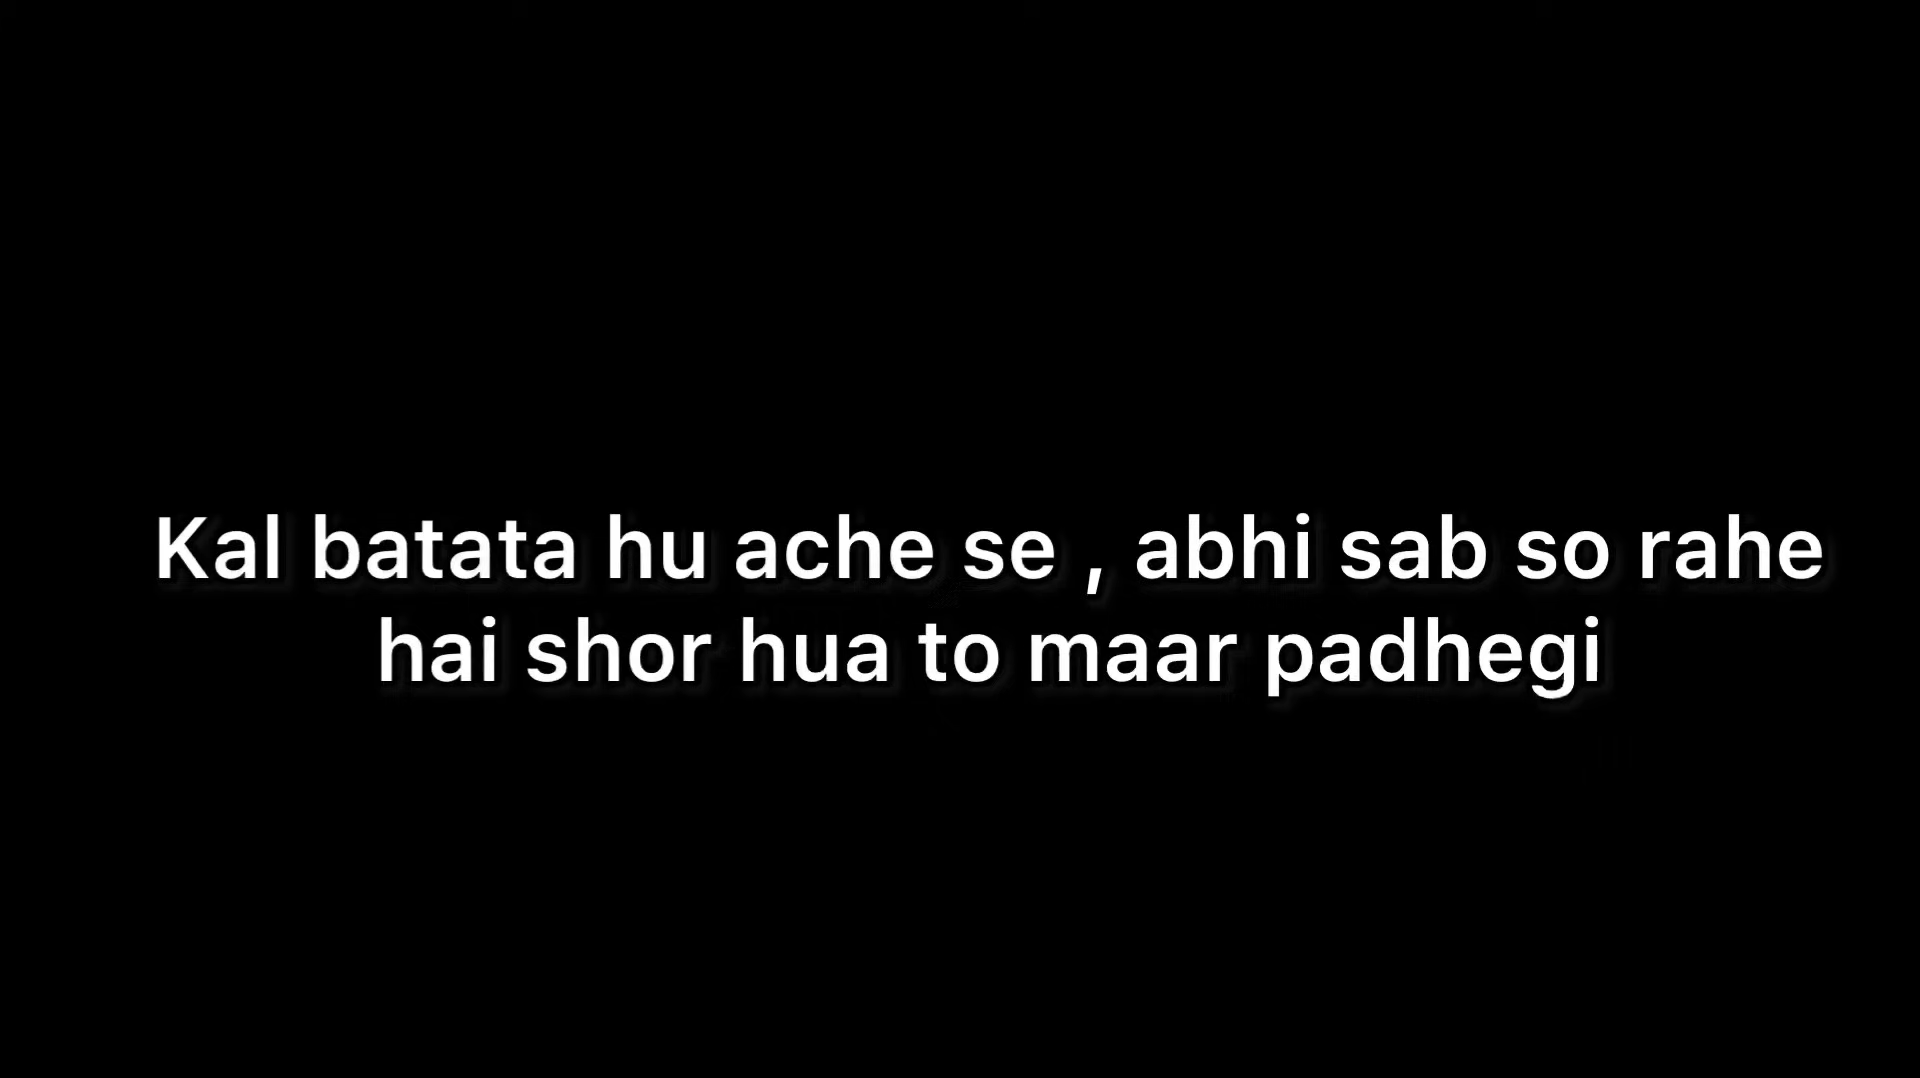 Kal batata hu ache se , abhi sab so rahe
hai shor hua to maar padhegi